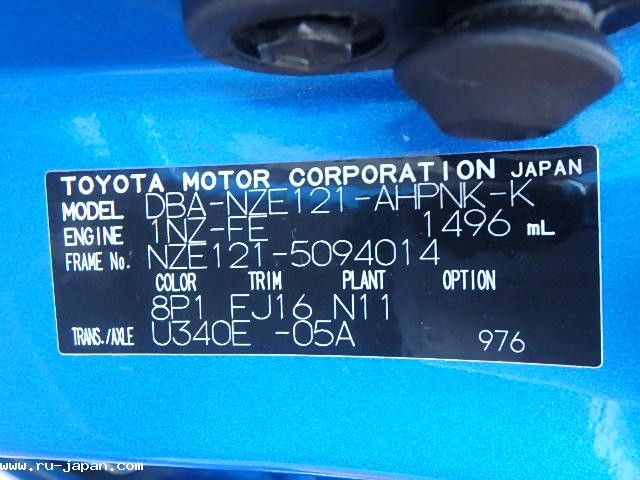 TOYOTA MOTOR CORPORATION JAPAN
MODEL DBA-NZE121-AHPNK-K
ENGINE 1NZ-FE 1496 mL
FRAME No. NZE121-5094014
COLOR TRIM PLANT OPTION
8P1 EJ16 N11
TRANS./AXLE U340E -05A 976
www.ru-japan.com